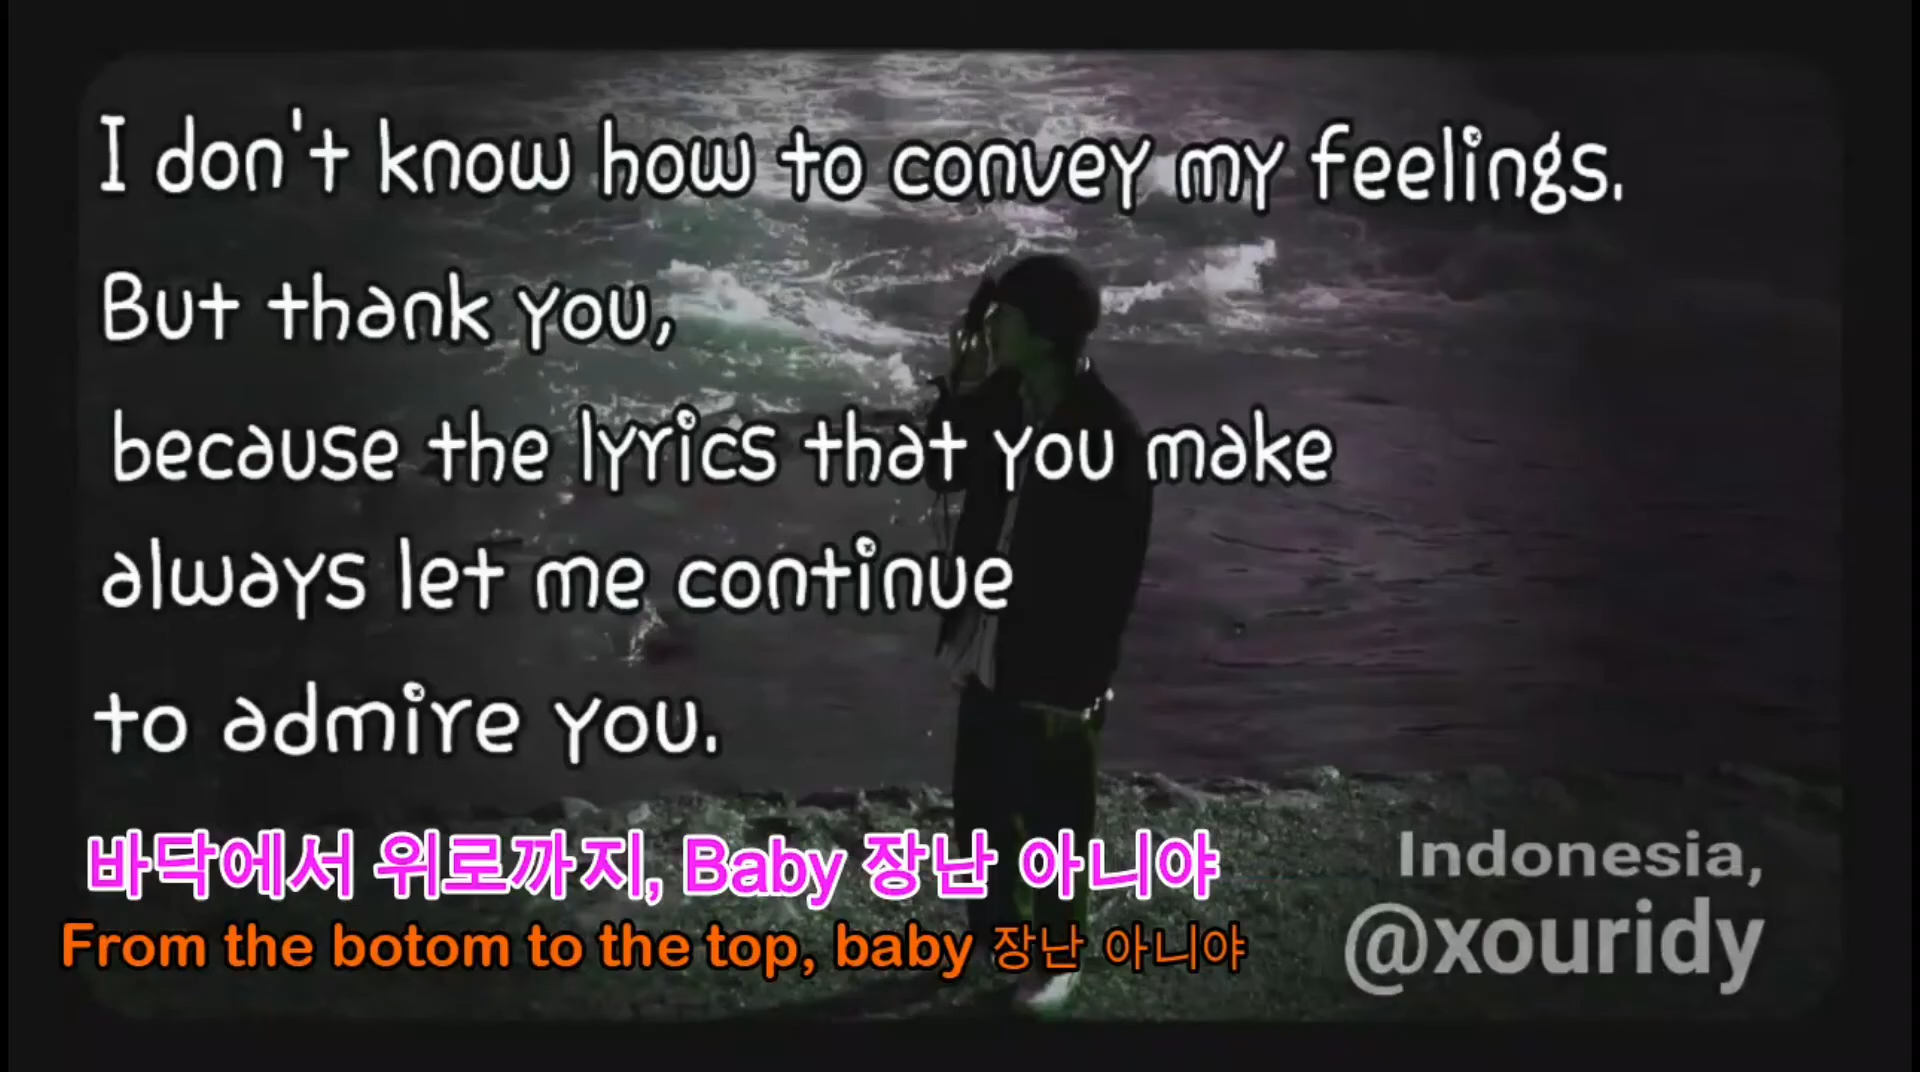 I don't know how to convey my feelings.
But thank you,
because the lyrics that you make
always let me continue
to admire you.
바닥에서 위로까지, Baby 장난 아니야
From the botom to the top, baby 장난 아니야
Indonesia,
@xouridy